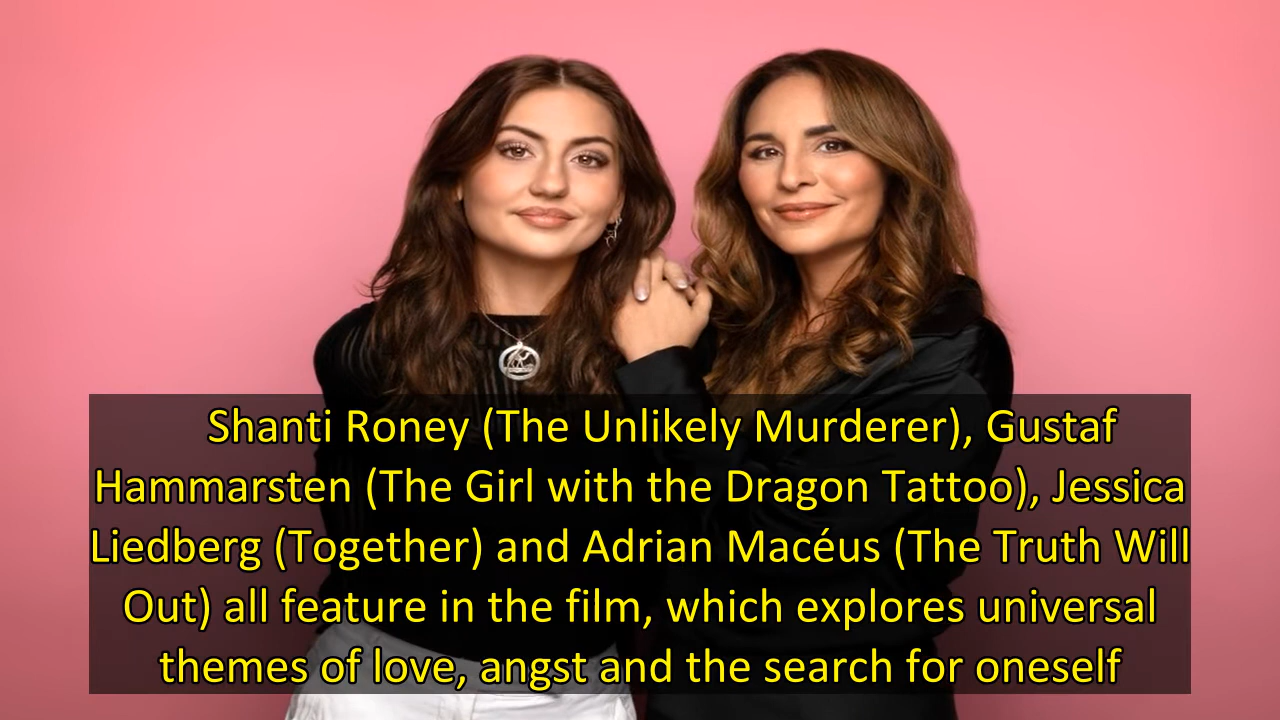 Shanti Roney (The Unlikely Murderer), Gustaf
Hammarsten (The Girl with the Dragon Tattoo), Jessica
Liedberg (Together) and Adrian Macéus (The Truth Will
Out) all feature in the film, which explores universal
themes of love, angst and the search for oneself